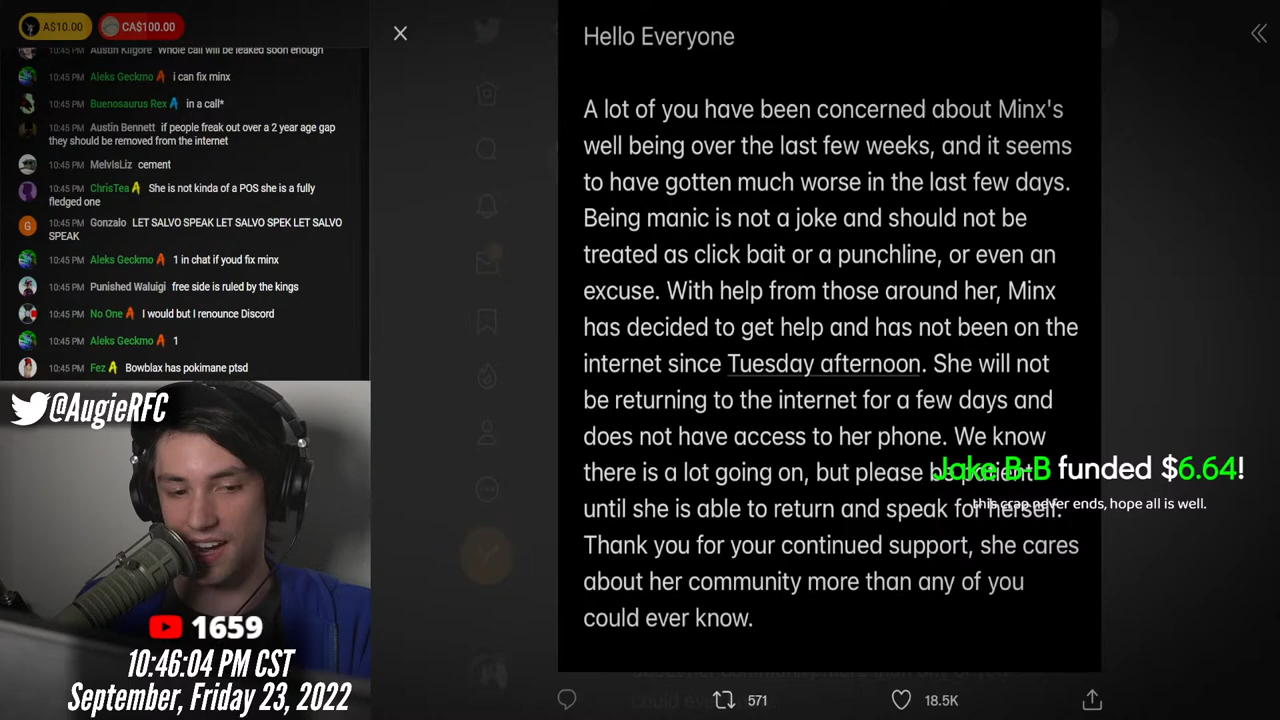 A$10.00
CA$100.00
Austin Kilgore Whole call will be leaked soon enough
10:45 PM Aleks Geckmo i can fix minx
10:45 PM Buenosaurus Rex in a call*
10:45 PM Austin Bennett if people freak out over a 2 year age gap
they should be removed from the internet
10:45 PM MelvIsLiz cement
10:45 PM ChrisTea She is not kinda of a POS she is a fully
fledged one
10:45 PM Gonzalo LET SALVO SPEAK LET SALVO SPEK LET SALVO
SPEAK
10:45 PM Aleks Geckmo 1 in chat if youd fix minx
10:45 PM Punished Waluigi free side is ruled by the kings
10:45 PM No One I would but I renounce Discord
10:45 PM Aleks Geckmo 1
10:45 PM Fez Bowblax has pokimane ptsd
@AugieRFC
1659
10:46:04 PM CST
September, Friday 23, 2022
Hello Everyone
A lot of you have been concerned about Minx's
well being over the last few weeks, and it seems
to have gotten much worse in the last few days.
Being manic is not a joke and should not be
treated as click bait or a punchline, or even an
excuse. With help from those around her, Minx
has decided to get help and has not been on the
internet since Tuesday afternoon. She will not
be returning to the internet for a few days and
does not have access to her phone. We know
there is a lot going on, but please be patient
until she is able to return and speak for herself.
Thank you for your continued support, she cares
about her community more than any of you
could ever know.
Jake B-B funded $6.64!
this crap never ends, hope all is well.
571
18.5K